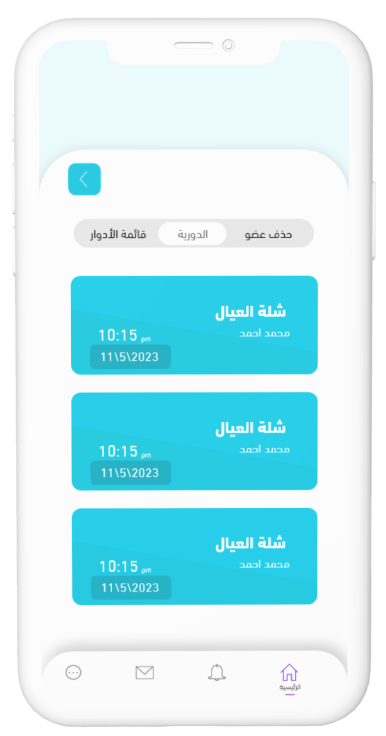 حذف عضو
الدورية
قائمة الأدوار
شلة العيال
محمد احمد
10:15 pm
11\5\2023
شلة العيال
محمد احمد
10:15 pm
11\5\2023
شلة العيال
محمد احمد
10:15 pm
11\5\2023
الرئيسية